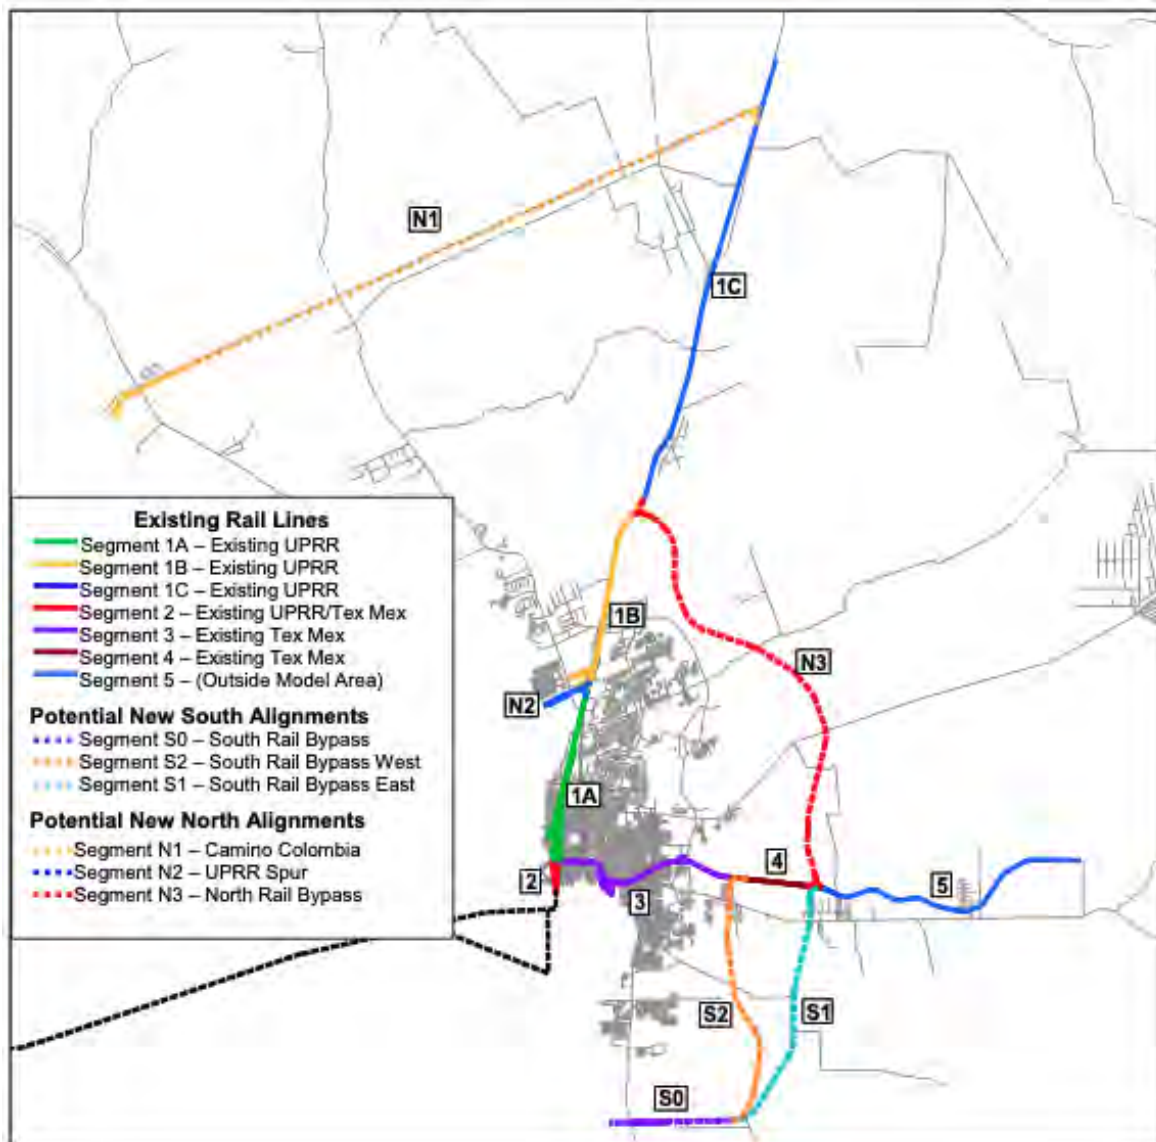 N1
1C
Existing Rail Lines
Segment 1A – Existing UPRR
Segment 1B – Existing UPRR
Segment 1C – Existing UPRR
Segment 2 – Existing UPRR/Tex Mex
Segment 3 – Existing Tex Mex
Segment 4 – Existing Tex Mex
Segment 5 – (Outside Model Area)
Potential New South Alignments
Segment S0 – South Rail Bypass
Segment S2 – South Rail Bypass West
Segment S1 – South Rail Bypass East
Potential New North Alignments
Segment N1 – Camino Colombia
Segment N2 – UPRR Spur
Segment N3 – North Rail Bypass
1B
N3
N2
1A
2
4
3
5
S2
S1
S0